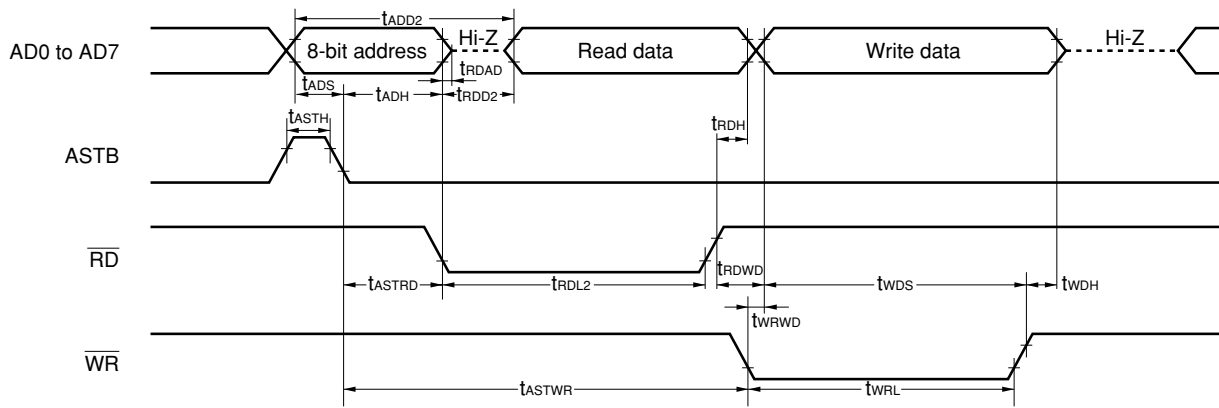 tADD2
AD0 to AD7
8-bit address
Hi-Z
Read data
Write data
Hi-Z
tRDAD
tADS
tADH
tRDD2
tASTH
tRDH
ASTB
RD
tASTRD
tRDL2
tRDWD
tWDS
tWDH
tWRWD
WR
tASTWR
tWRL